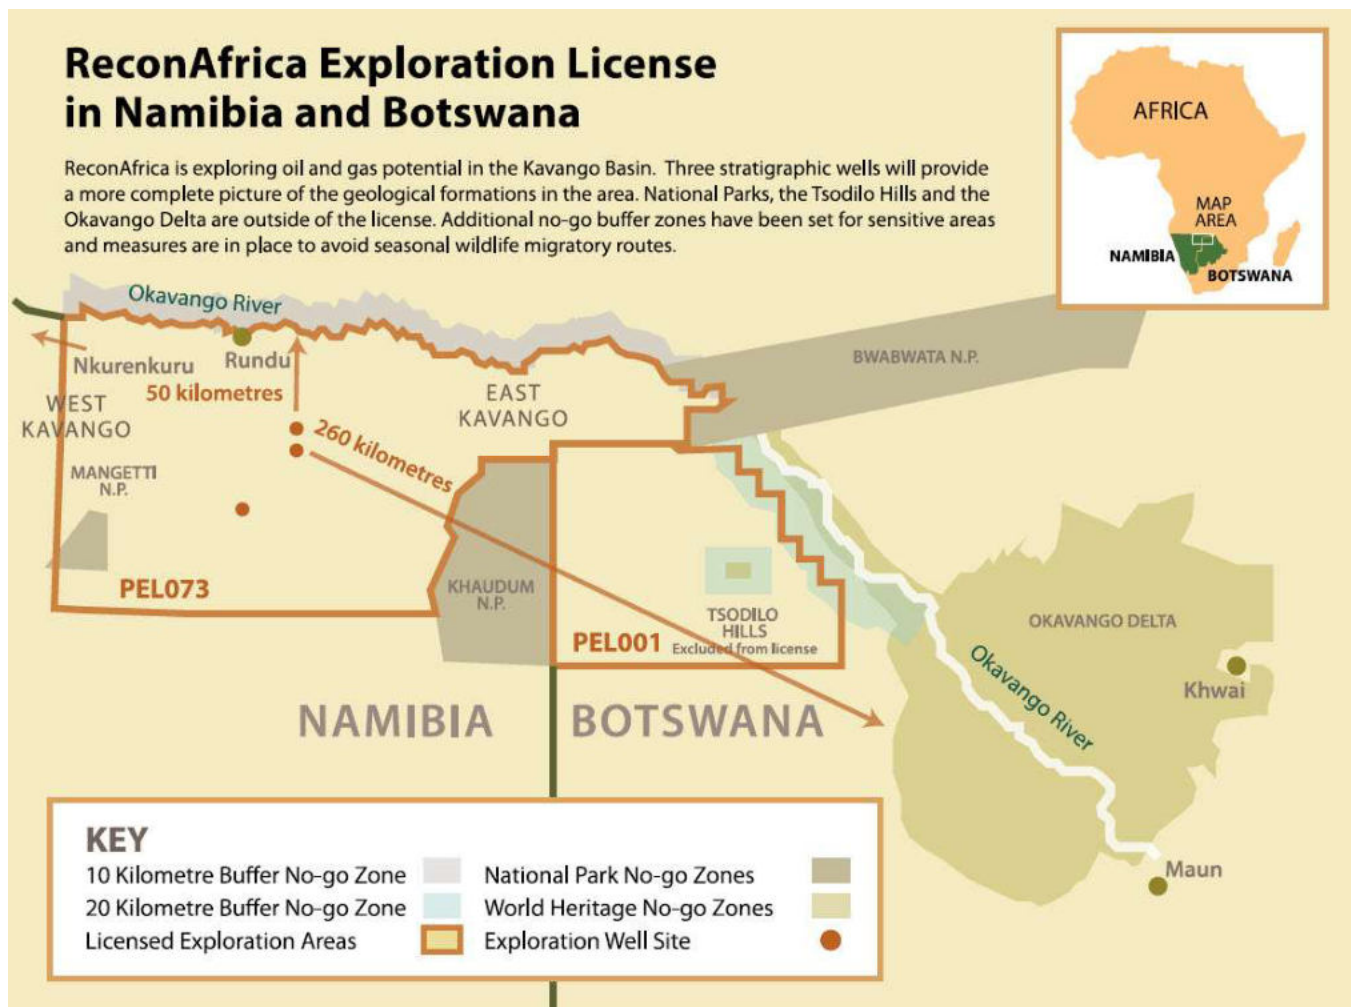 ReconAfrica Exploration License
in Namibia and Botswana
ReconAfrica is exploring oil and gas potential in the Kavango Basin. Three stratigraphic wells will provide
a more complete picture of the geological formations in the area. National Parks, the Tsodilo Hills and the
Okavango Delta are outside of the license. Additional no-go buffer zones have been set for sensitive areas
and measures are in place to avoid seasonal wildlife migratory routes.
AFRICA
MAP
AREA
NAMIBIA
BOTSWANA
Okavango River
Nkurenkuru
Rundu
50 kilometres
WEST
KAVANGO
EAST
KAVANGO
BWABWATA N.P.
260 kilometres
MANGETTI
N.P.
PEL073
KHAUDUM
N.P.
TSODILO
HILLS
Excluded from license
PEL001
OKAVANGO DELTA
Okavango River
Khwai
NAMIBIA
BOTSWANA
Maun
KEY
10 Kilometre Buffer No-go Zone
20 Kilometre Buffer No-go Zone
Licensed Exploration Areas
National Park No-go Zones
World Heritage No-go Zones
Exploration Well Site